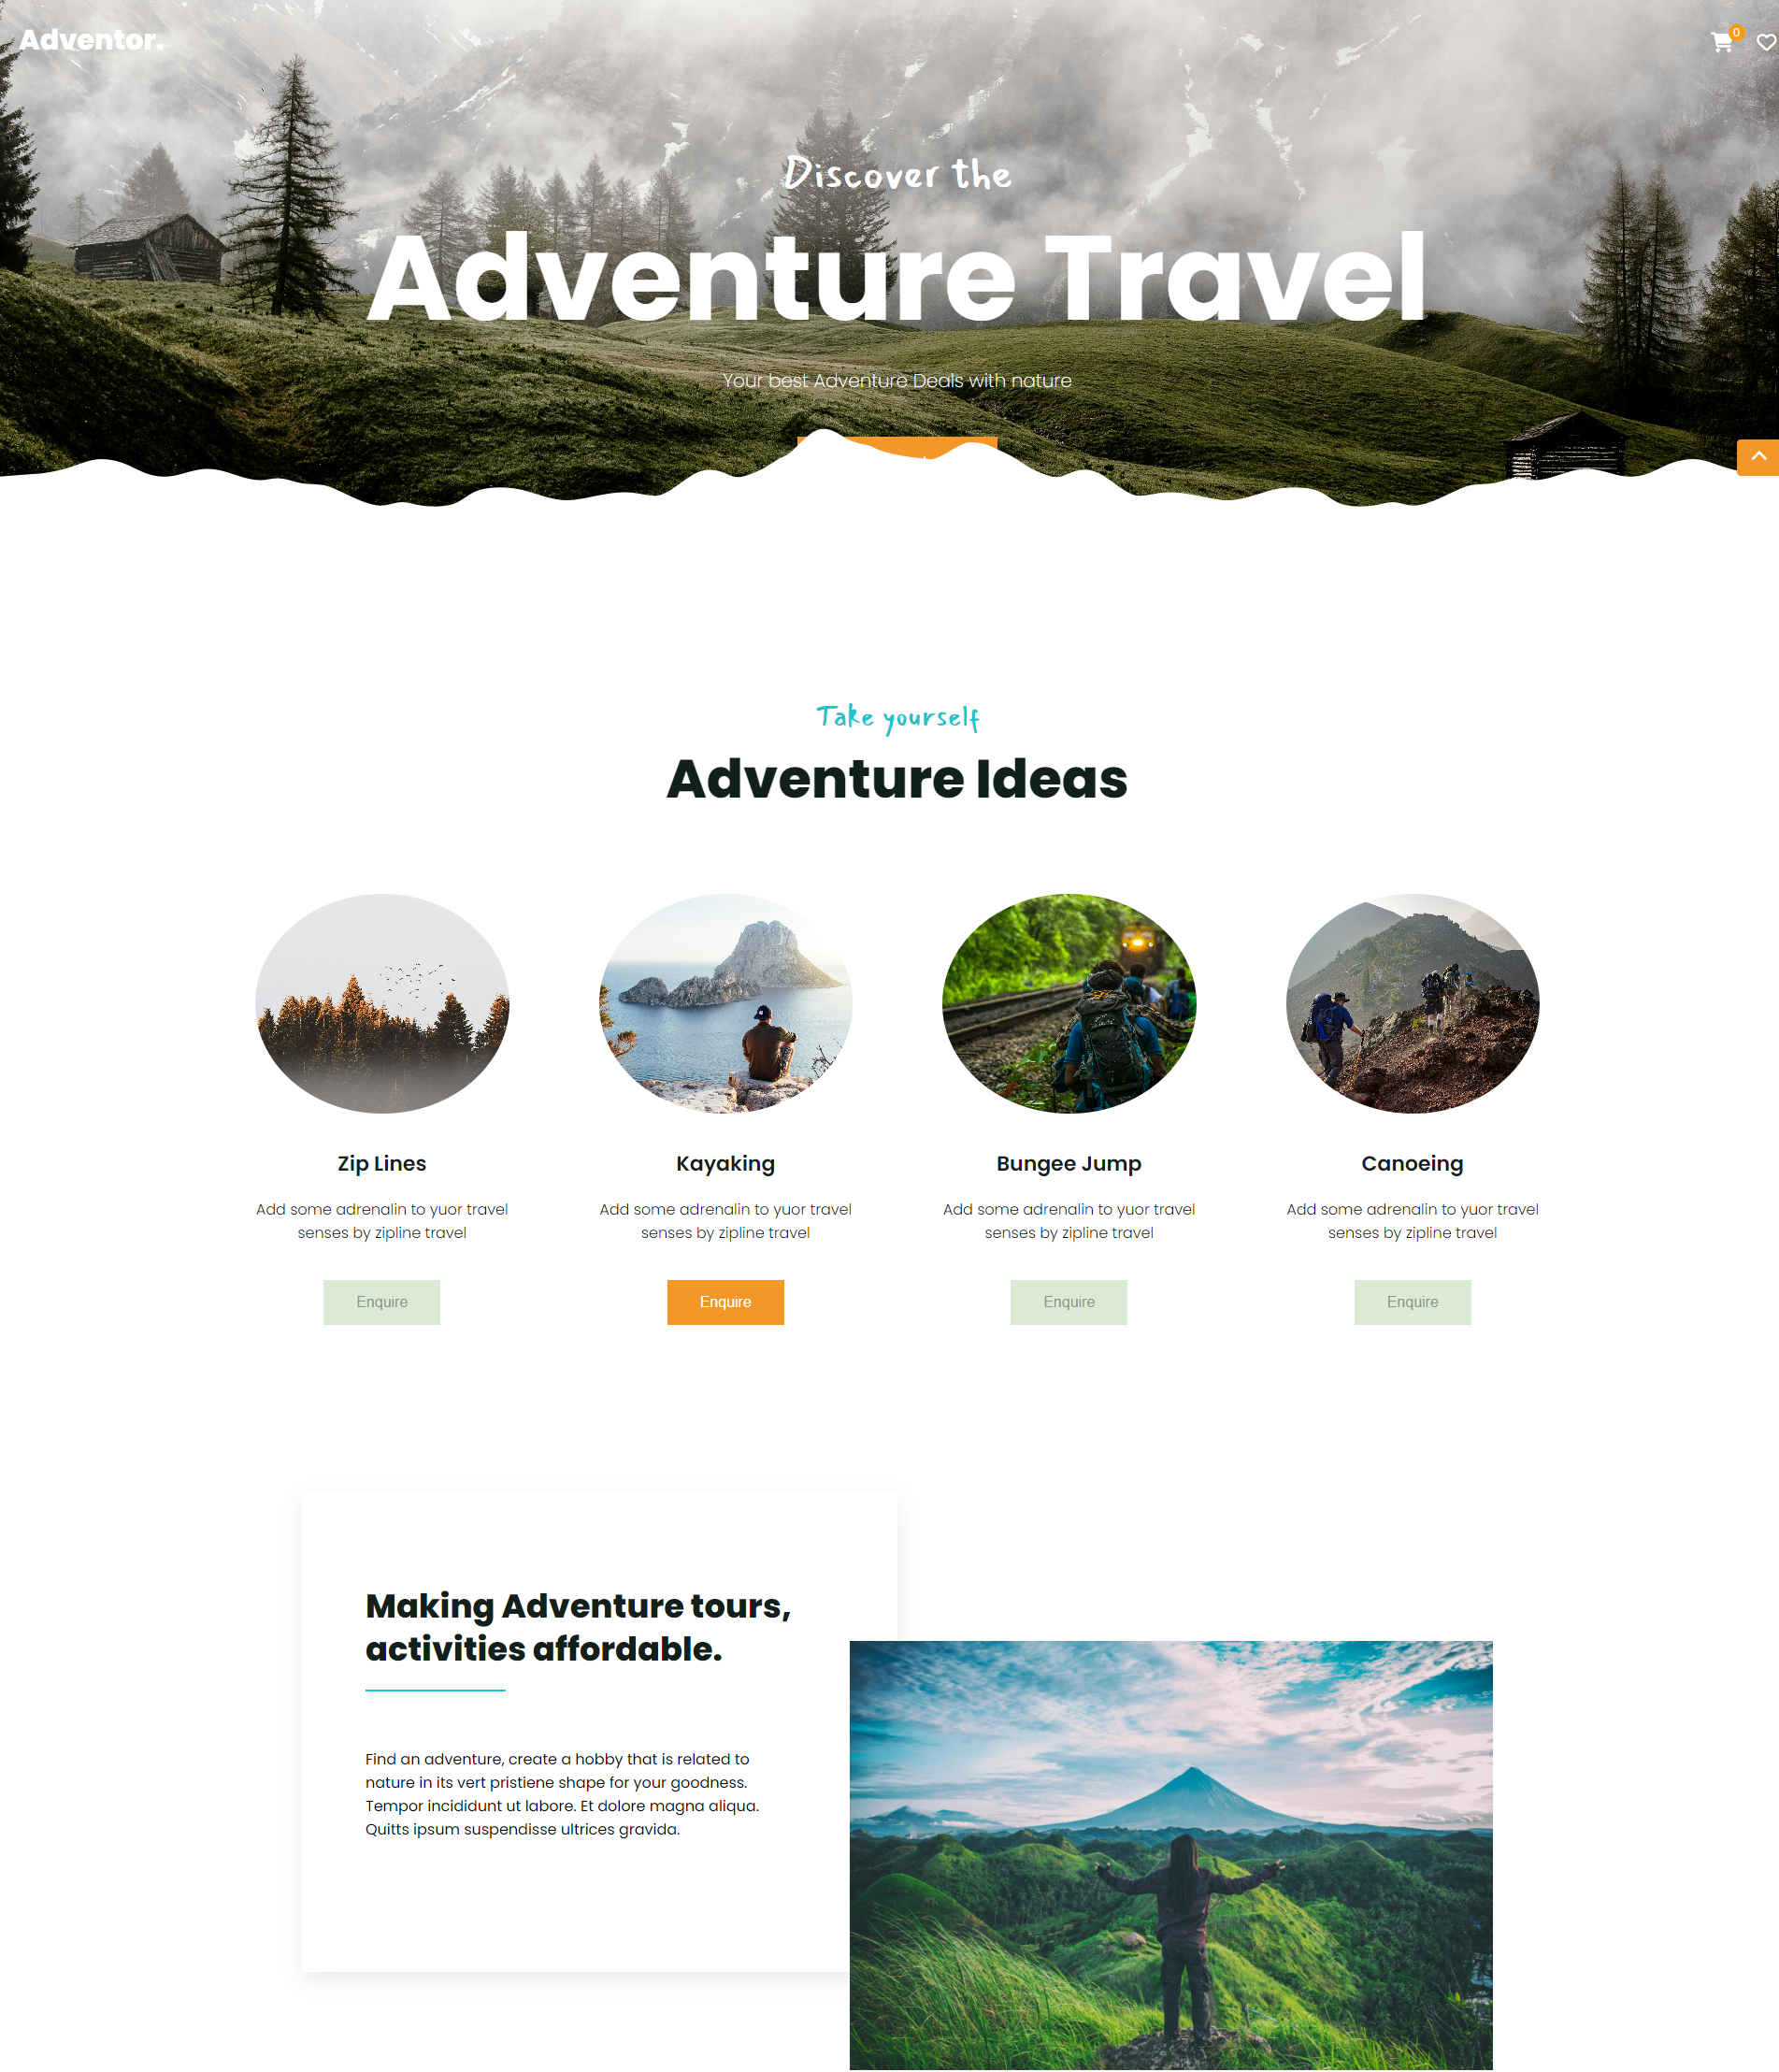 Adventor.
0
Discover the
Adventure Travel
Your best Adventure Deals with nature
Take yourself
Adventure Ideas
Zip Lines
Add some adrenalin to yuor travel
senses by zipline travel
Enquire
Kayaking
Add some adrenalin to yuor travel
senses by zipline travel
Enquire
Bungee Jump
Add some adrenalin to yuor travel
senses by zipline travel
Enquire
Canoeing
Add some adrenalin to yuor travel
senses by zipline travel
Enquire
Making Adventure tours,
activities affordable.
Find an adventure, create a hobby that is related to
nature in its vert pristiene shape for your goodness.
Tempor incididunt ut labore. Et dolore magna aliqua.
Quitts ipsum suspendisse ultrices gravida.